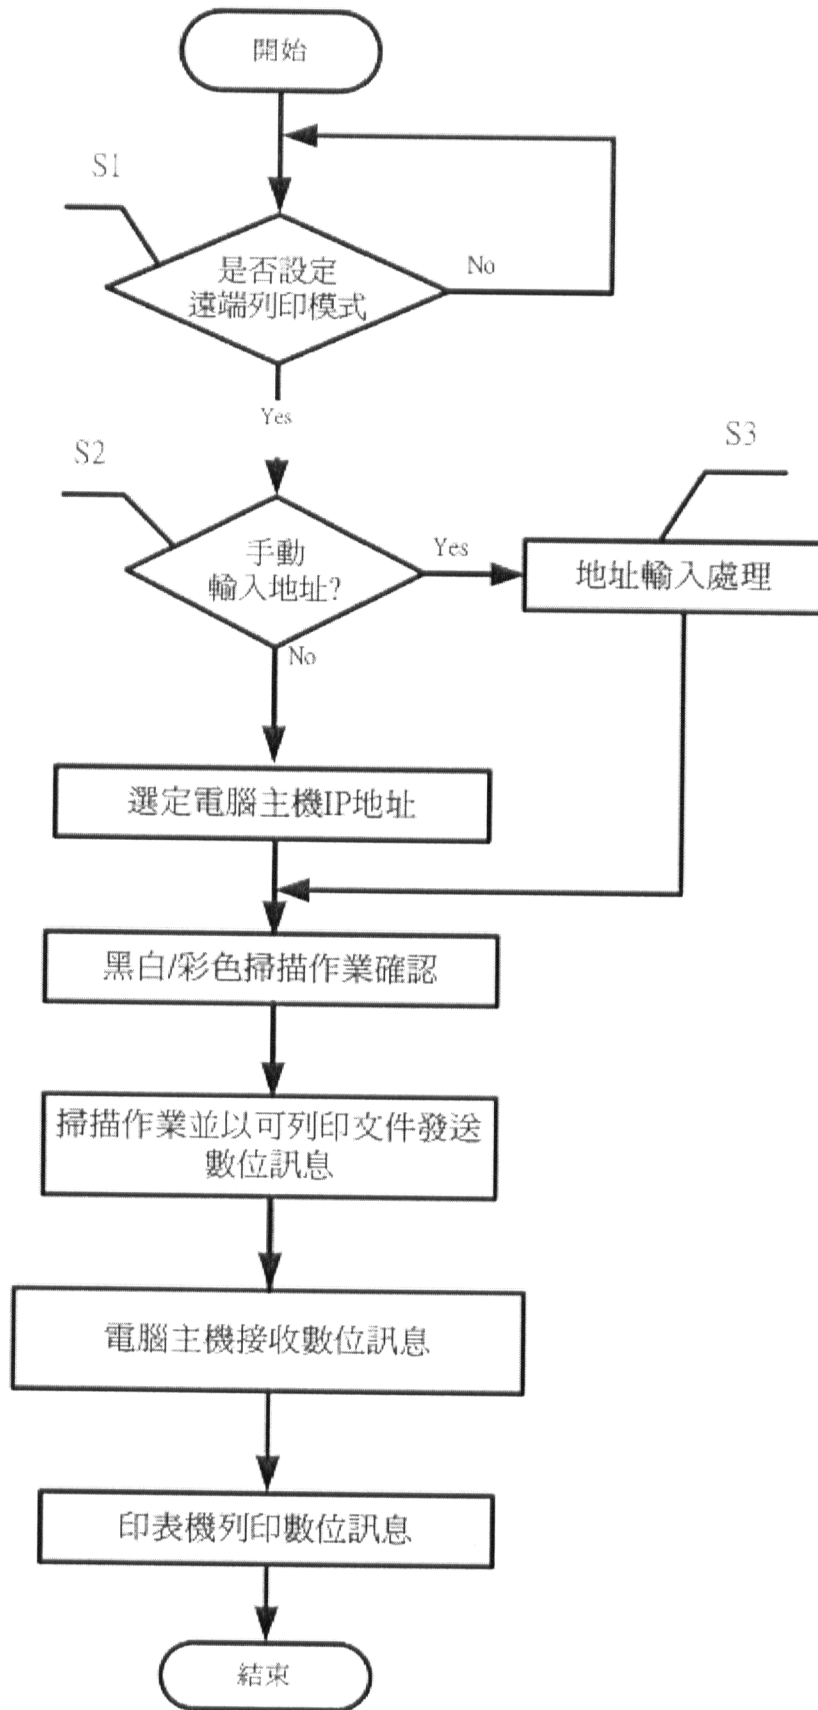 開始
S1
是否設定
遠端列印模式
No
Yes
S2
手動
輸入地址?
Yes
S3
地址輸入處理
No
選定電腦主機IP地址
黑白/彩色掃描作業確認
掃描作業並以可列印文件發送
數位訊息
電腦主機接收數位訊息
印表機列印數位訊息
結束